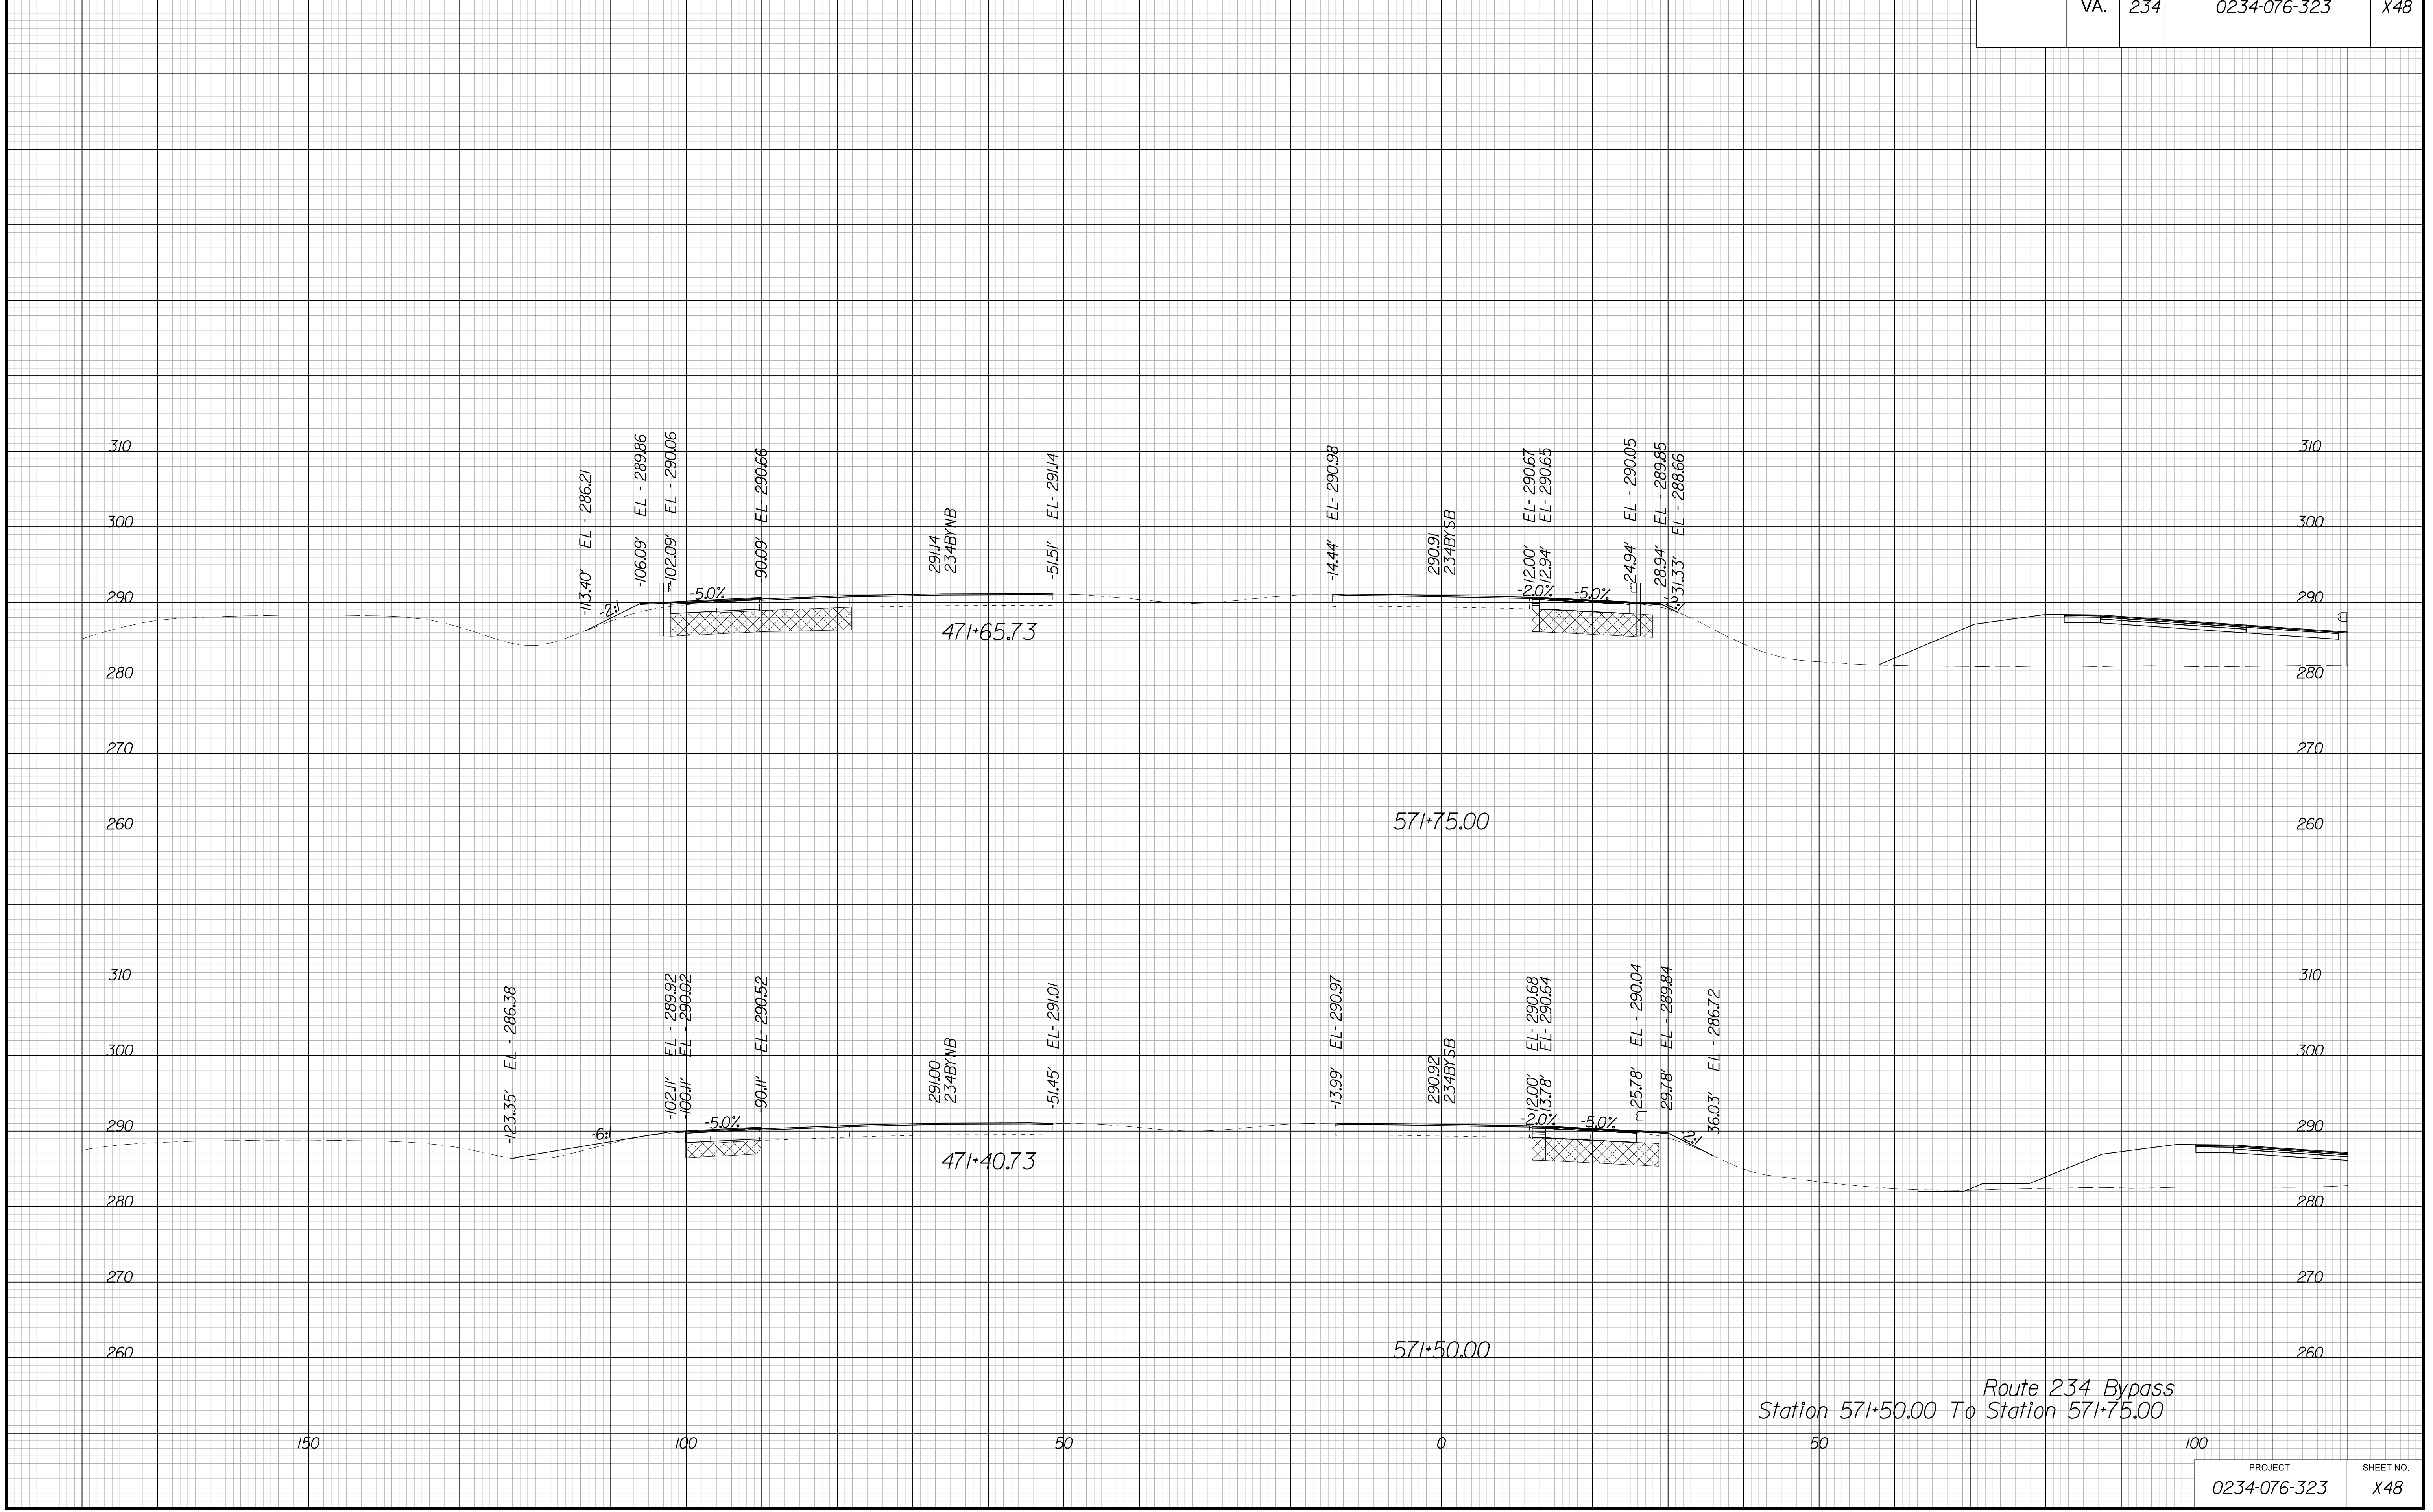 VA. 234 0234-076-323 X48
-113.40' EL - 286.21
-106.09' EL - 289.86
-102.09' EL - 290.06
-90.09' EL - 290.66
291.14
234BYNB
-51.51' EL - 291.14
-14.44' EL - 290.98
290.91
234BYSB
12.00' EL - 290.67
12.94' EL - 290.65
24.94' EL - 290.05
28.94' EL - 289.85
31.33' EL - 288.66
310 310
300 300
290 -2:1 -5.0% -2.0% -5.0% -2:1 290
471+65.73
280 280
270 270
260 571+75.00 260
-123.35' EL - 286.38
-102.11' EL - 289.92
-100.11' EL - 290.02
-90.11' EL - 290.52
291.00
234BYNB
-51.45' EL - 291.01
-13.99' EL - 290.97
290.92
234BYSB
12.00' EL - 290.68
13.78' EL - 290.64
25.78' EL - 290.04
29.78' EL - 289.84
36.03' EL - 286.72
310 310
300 300
290 -6:1 -5.0% -2.0% -5.0% -2:1 290
471+40.73
280 280
270 270
260 571+50.00 260
Route 234 Bypass
Station 571+50.00 To Station 571+75.00
150 100 50 0 50 100
PROJECT SHEET NO.
0234-076-323 X48